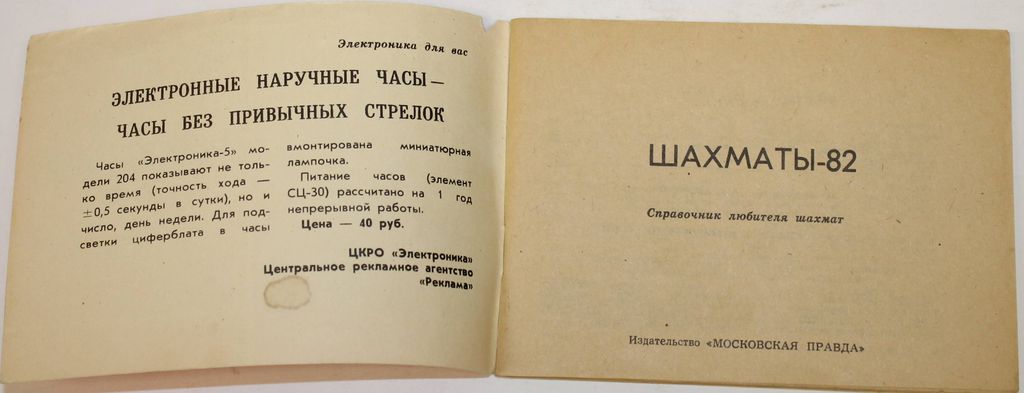 Электроника для вас
ЭЛЕКТРОННЫЕ НАРУЧНЫЕ ЧАСЫ —
ЧАСЫ БЕЗ ПРИВЫЧНЫХ СТРЕЛОК
Часы «Электроника-5» мо-
дели 204 показывают не толь-
ко время (точность хода —
±0,5 секунды в сутки), но и
число, день недели. Для под-
светки циферблата в часы
вмонтирована миниатюрная
лампочка.
Питание часов (элемент
СЦ-30) рассчитано на 1 год
непрерывной работы.
Цена — 40 руб.
ЦКРО «Электроника»
Центральное рекламное агентство
«Реклама»
ШАХМАТЫ-82
Справочник любителя шахмат
Издательство «МОСКОВСКАЯ ПРАВДА»